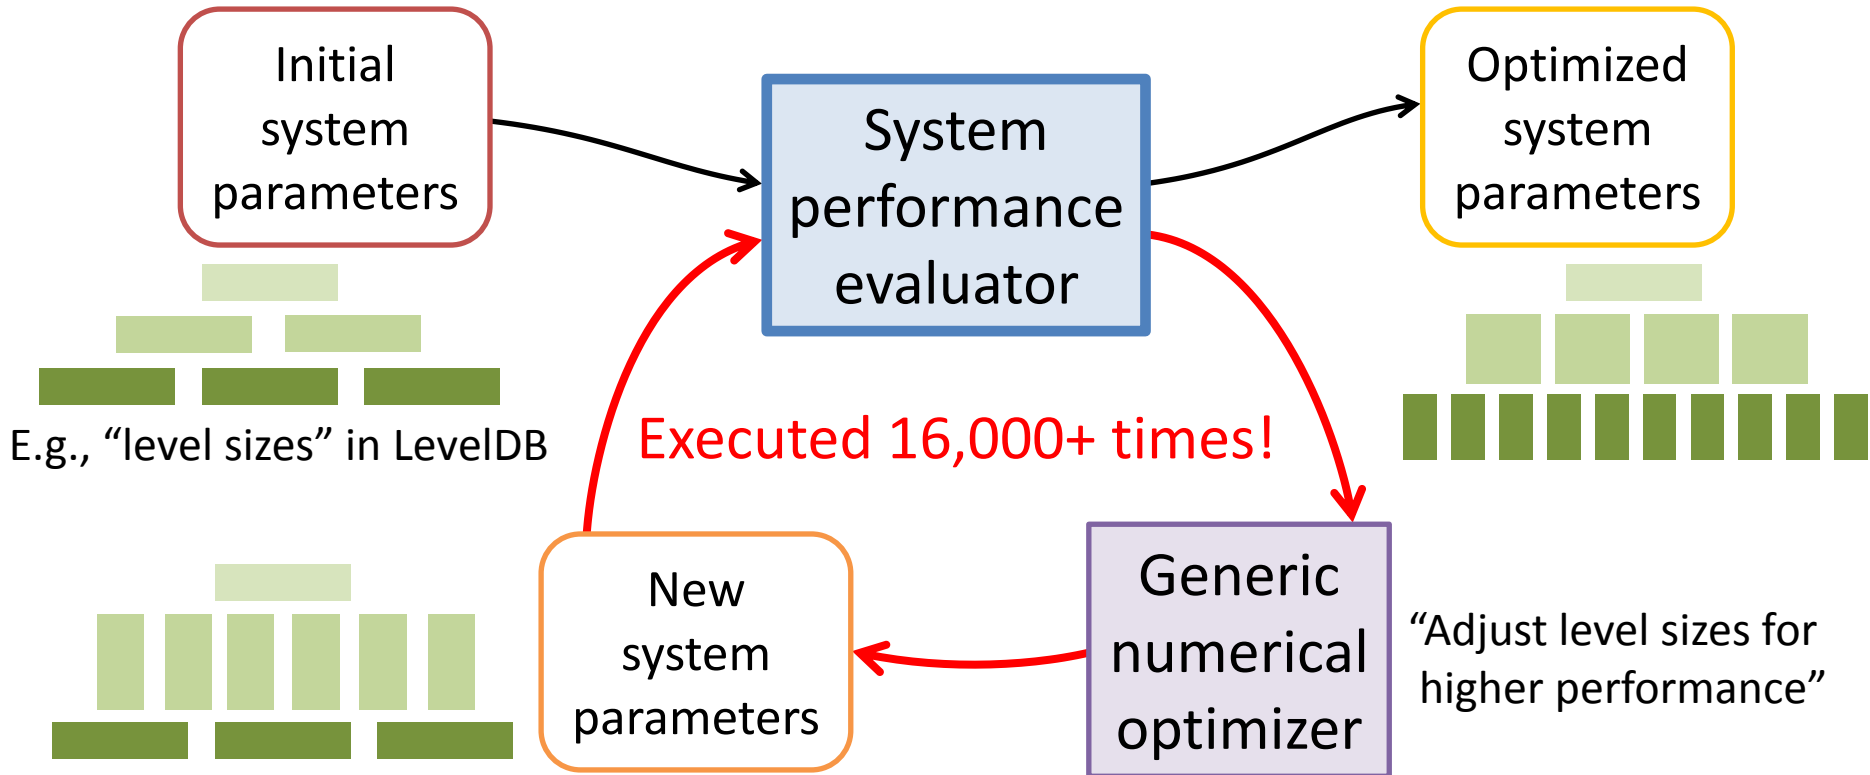 Initial
system
parameters
System
performance
evaluator
Optimized
system
parameters
E.g., “level sizes” in LevelDB
Executed 16,000+ times!
New
system
parameters
Generic
numerical
optimizer
“Adjust level sizes for
higher performance”